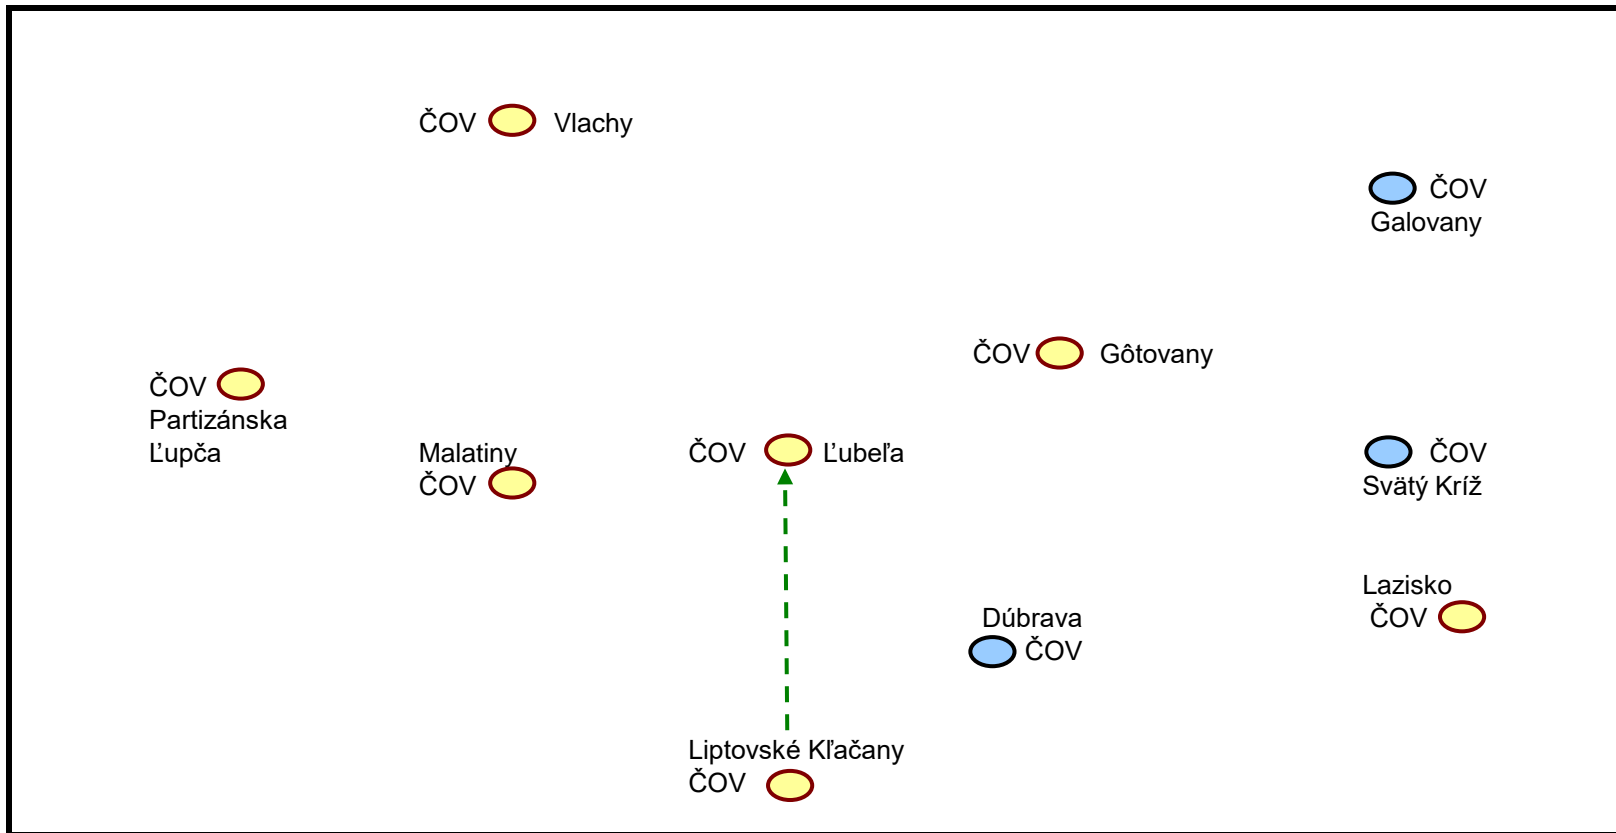 ČOV Vlachy
ČOV
Galovany
ČOV Gôtovany
ČOV
Partizánska
Ľupča
Malatiny
ČOV
ČOV Ľubeľa
ČOV
Svätý Kríž
Lazisko
ČOV
Dúbrava
ČOV
Liptovské Kľačany
ČOV